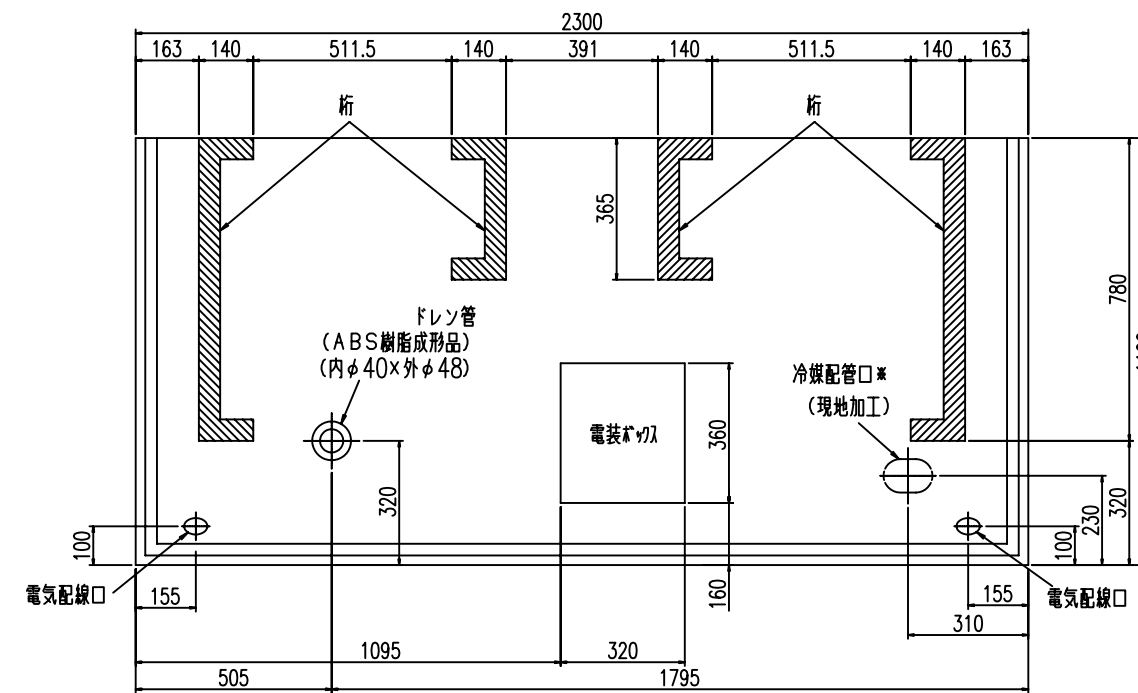 2300
163 140 511.5 140 391 140 511.5 140 163
桁 桁
365
780
ドレン管
(ABS樹脂成形品)
(内φ40×外φ48)
冷媒配管口※
(現地加工)
電装ボックス
360
320
320
230
100
100
160
電気配線口
電気配線口
155
155
310
1095 320
505 1795